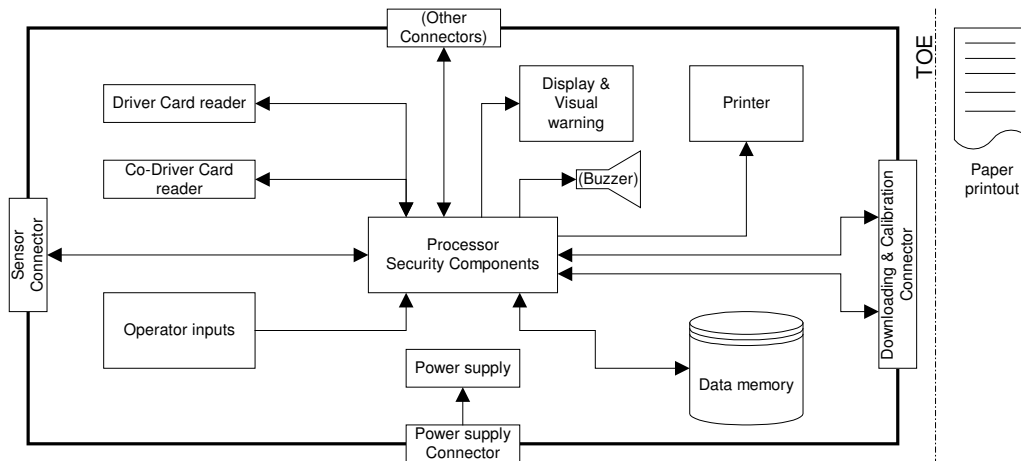 (Other
Connectors)
TOE
Driver Card reader
Display &
Visual
warning
Printer
Co-Driver Card
reader
(Buzzer)
Paper
printout
Sensor
Connector
Processor
Security Components
Downloading & Calibration
Connector
Operator inputs
Power supply
Data memory
Power supply
Connector